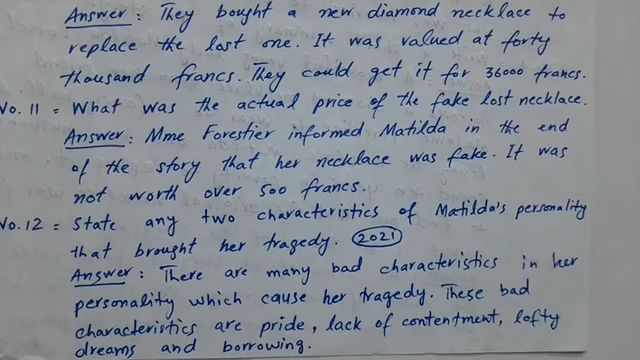 Answer : They bought a new diamond necklace to
replace the lost one. It was valued at forty
thousand francs. They could get it for 36000 francs.
No. 11 = What was the actual price of the fake lost necklace.
Answer : Mme Forestier informed Matilda in the end
of the story that her necklace was fake. It was
not worth over 500 francs.
No. 12 = State any two characteristics of Matilda's personality
that brought her tragedy. 2021
Answer : There are many bad characteristics in her
personality which cause her tragedy. These bad
characteristics are pride, lack of contentment, lofty
dreams and borrowing.